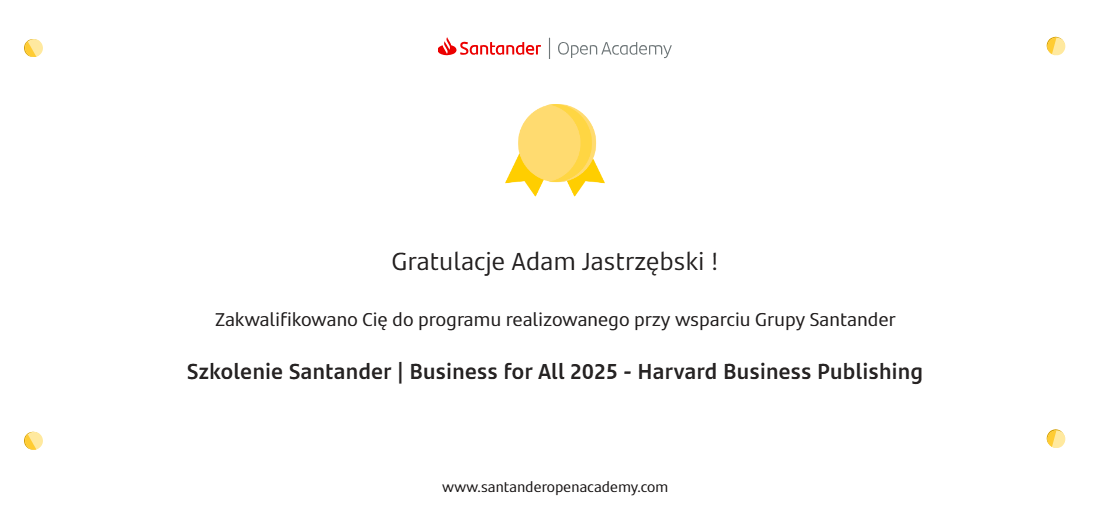 Santander | Open Academy
Gratulacje Adam Jastrzębski !
Zakwalifikowano Cię do programu realizowanego przy wsparciu Grupy Santander
Szkolenie Santander | Business for All 2025 - Harvard Business Publishing
www.santanderopenacademy.com